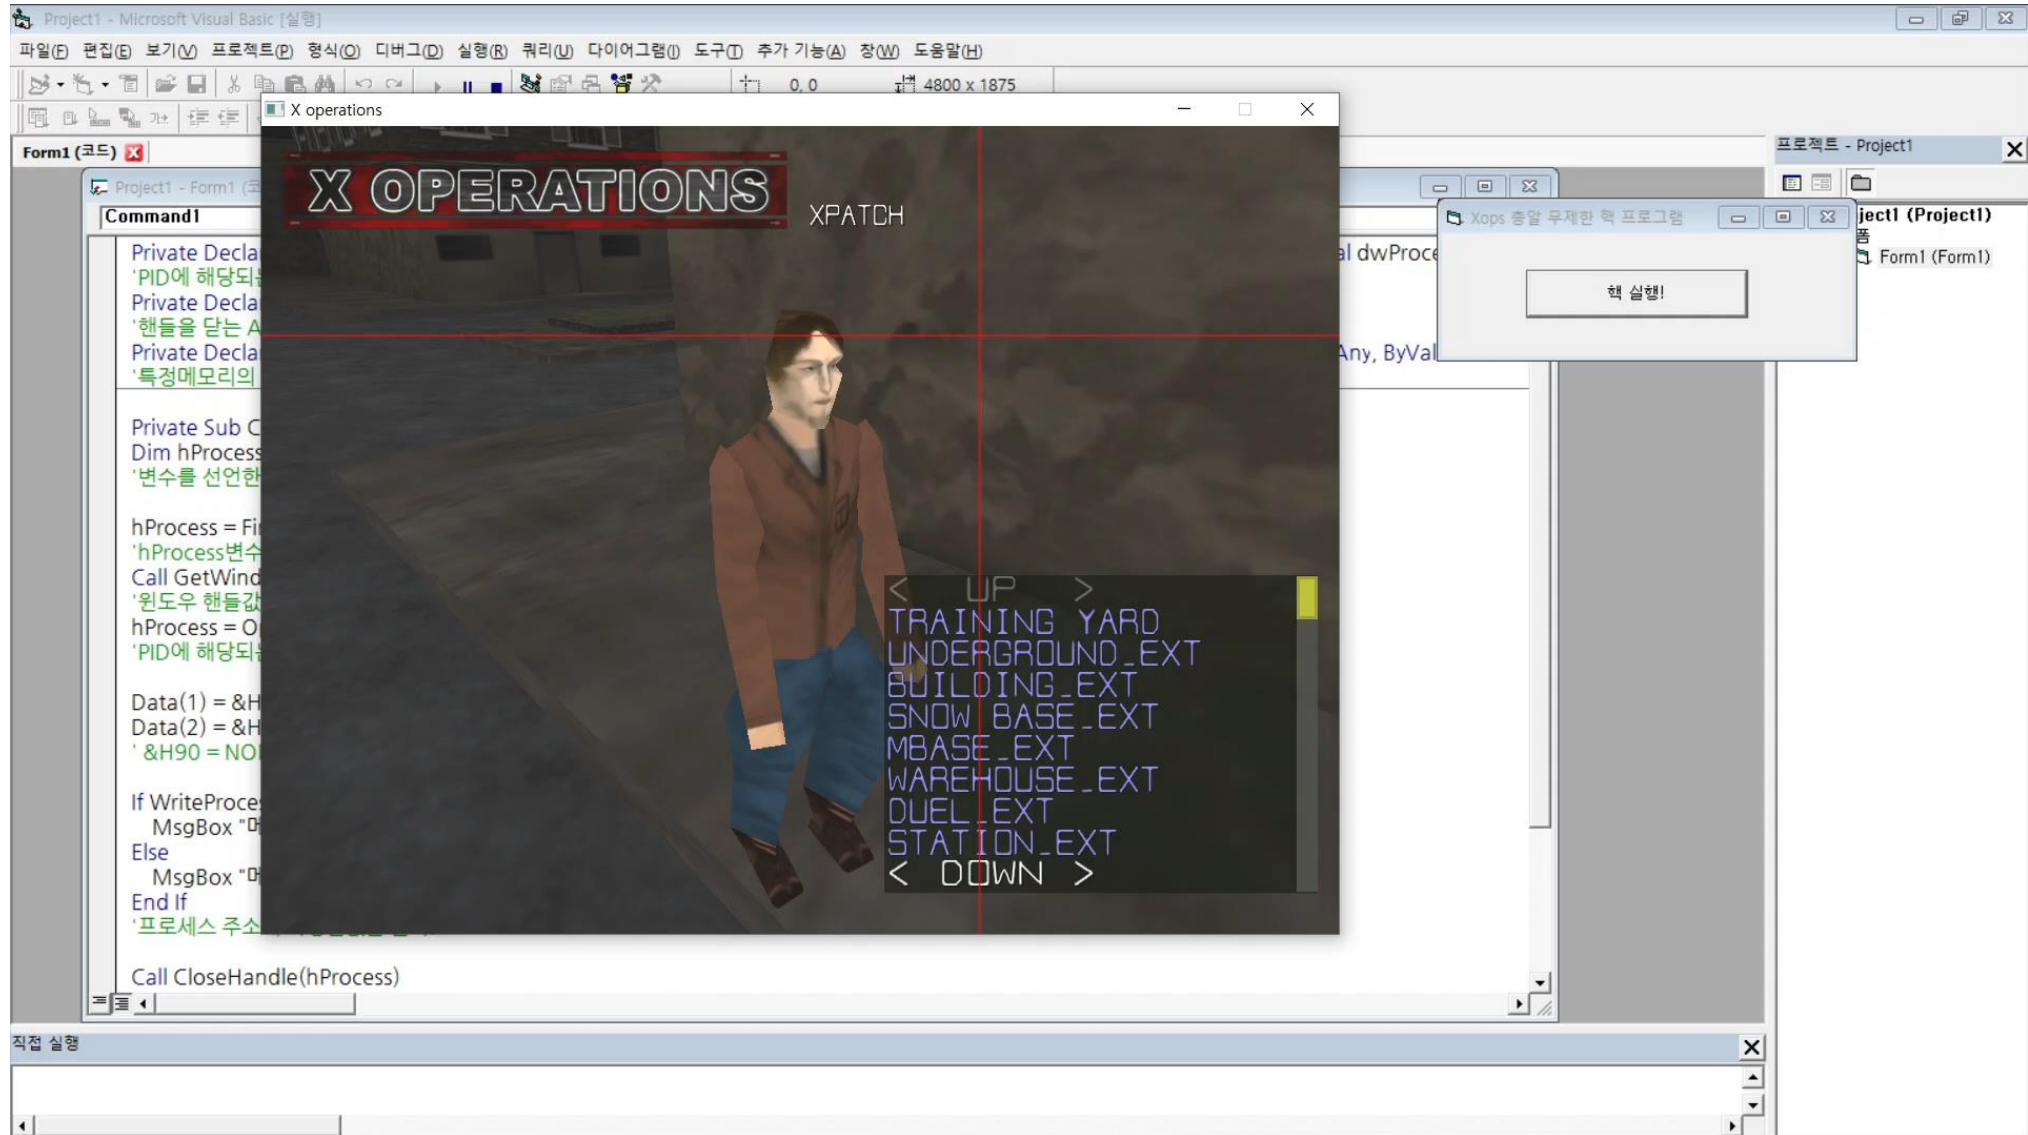 Project1 - Microsoft Visual Basic [실행]
파일(F) 편집(E) 보기(V) 프로젝트(P) 형식(O) 디버그(D) 실행(R) 쿼리(U) 다이어그램(I) 도구(T) 추가 기능(A) 창(W) 도움말(H)
0, 0 4800 x 1875
X operations
Form1 (코드)
프로젝트 - Project1
Project1 - Form1 (코
Command1
X OPERATIONS
XPATCH
Xops 총알 무제한 핵 프로그램
핵 실행!
ject1 (Project1)
폼
Form1 (Form1)
Private Decla
al dwProce
'PID에 해당되는
Private Decla
'핸들을 닫는 A
Private Decla
Any, ByVal
'특정메모리의
Private Sub C
Dim hProcess
'변수를 선언한
hProcess = Fi
'hProcess변수
Call GetWind
'윈도우 핸들값
hProcess = O
'PID에 해당되는
Data(1) = &H
Data(2) = &H
' &H90 = NO
If WriteProce
MsgBox "메
Else
MsgBox "메
End If
'프로세스 주소
Call CloseHandle(hProcess)
< UP >
TRAINING YARD
UNDERGROUND_EXT
BUILDING_EXT
SNOW BASE_EXT
MBASE_EXT
WAREHOUSE_EXT
DUEL_EXT
STATION_EXT
< DOWN >
직접 실행